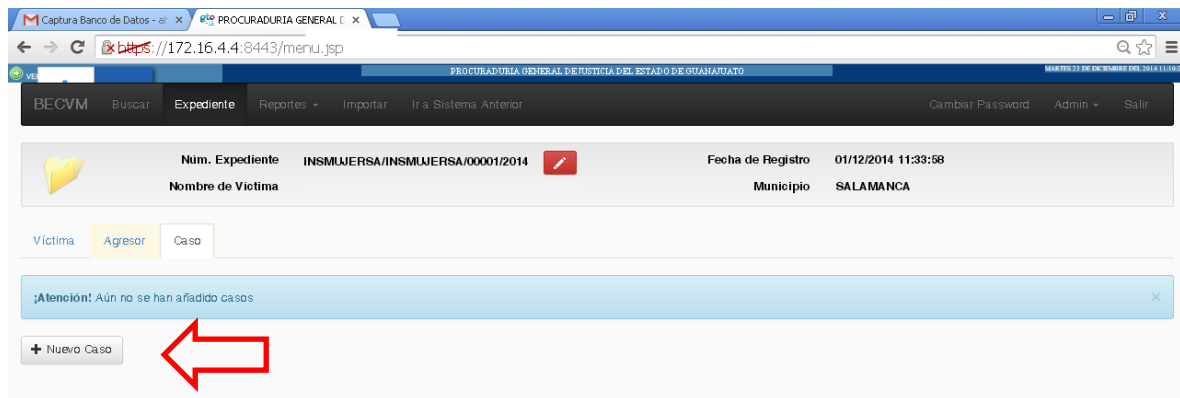 Captura Banco de Datos - al
PROCURADURIA GENERAL D
https://172.16.4.4:8443/menu.jsp
VE
PROCURADURIA GENERAL DE JUSTICIA DEL ESTADO DE GUANAJUATO
MARTES 23 DE DICIEMBRE DEL 2014 11:10:
BECVM Buscar Expediente Reportes Importar Ir a Sistema Anterior Cambiar Password Admin Salir
Núm. Expediente INSMUJERSA/INSMUJERSA/00001/2014 Fecha de Registro 01/12/2014 11:33:58
Nombre de Víctima Municipio SALAMANCA
Víctima Agresor Caso
¡Atención! Aún no se han añadido casos ×
+ Nuevo Caso